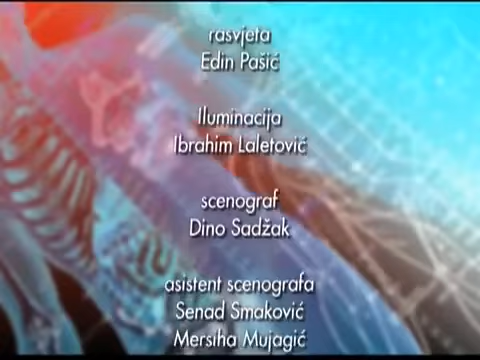 rasvjeta
Edin Pašić
Iluminacija
Ibrahim Laletović
scenograf
Dino Sadžak
asistent scenografa
Senad Smaković
Mersiha Mujagić